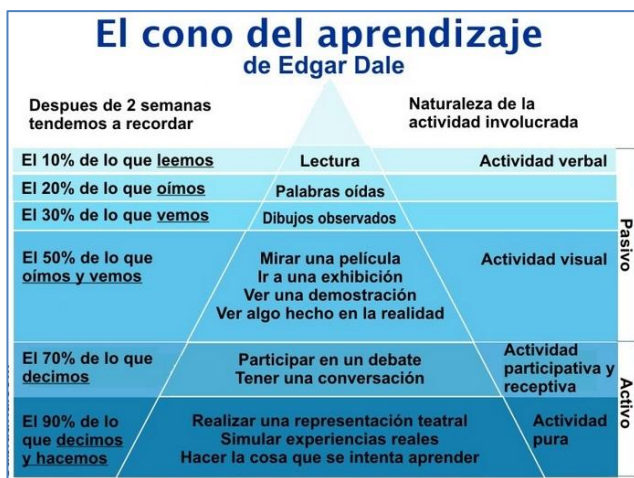 El cono del aprendizaje
de Edgar Dale
Despues de 2 semanas
tendemos a recordar
Naturaleza de la
actividad involucrada
El 10% de lo que leemos
Lectura
Actividad verbal
El 20% de lo que oímos
Palabras oídas
El 30% de lo que vemos
Dibujos observados
El 50% de lo que
oímos y vemos
Mirar una película
Ir a una exhibición
Ver una demostración
Ver algo hecho en la realidad
Actividad visual
Pasivo
El 70% de lo que
decimos
Participar en un debate
Tener una conversación
Actividad
participativa y
receptiva
El 90% de lo
que decimos
y hacemos
Realizar una representación teatral
Simular experiencias reales
Hacer la cosa que se intenta aprender
Actividad
pura
Activo